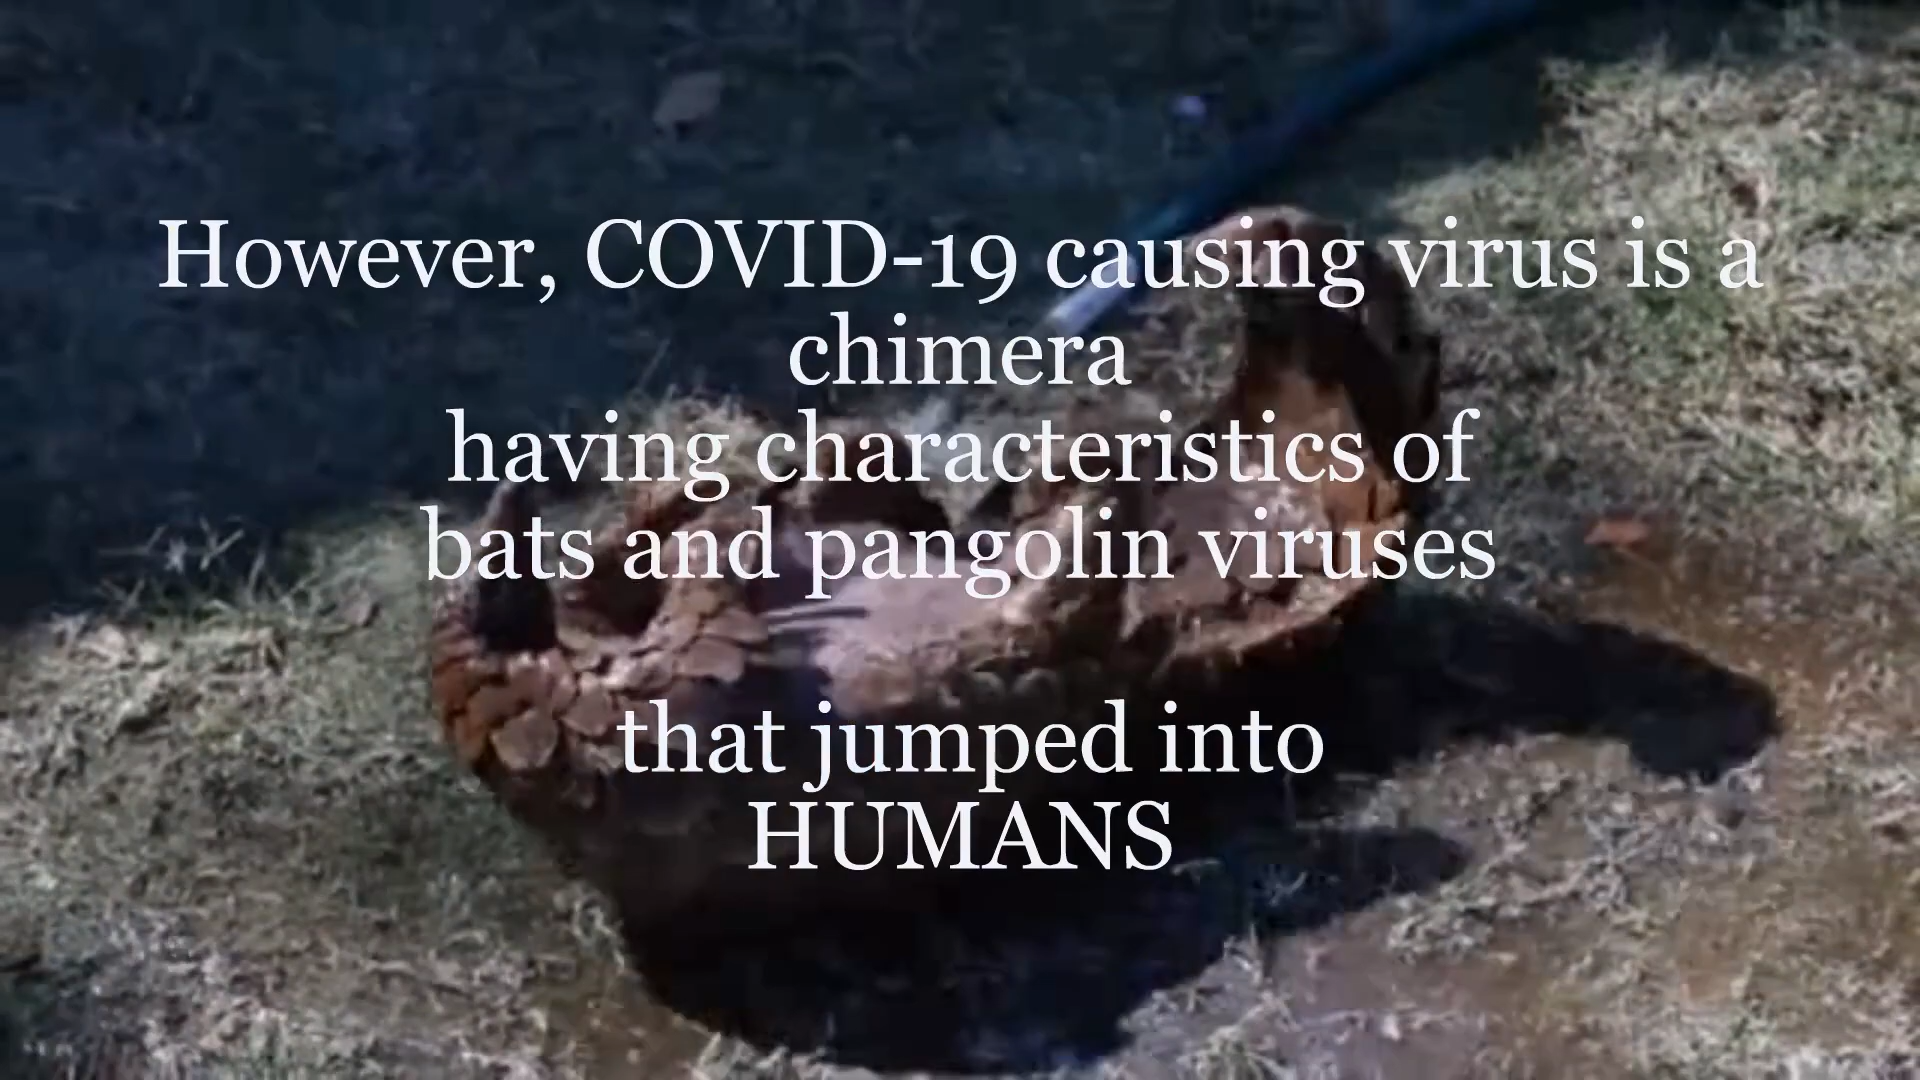 However, COVID-19 causing virus is a
chimera
having characteristics of
bats and pangolin viruses
that jumped into
HUMANS